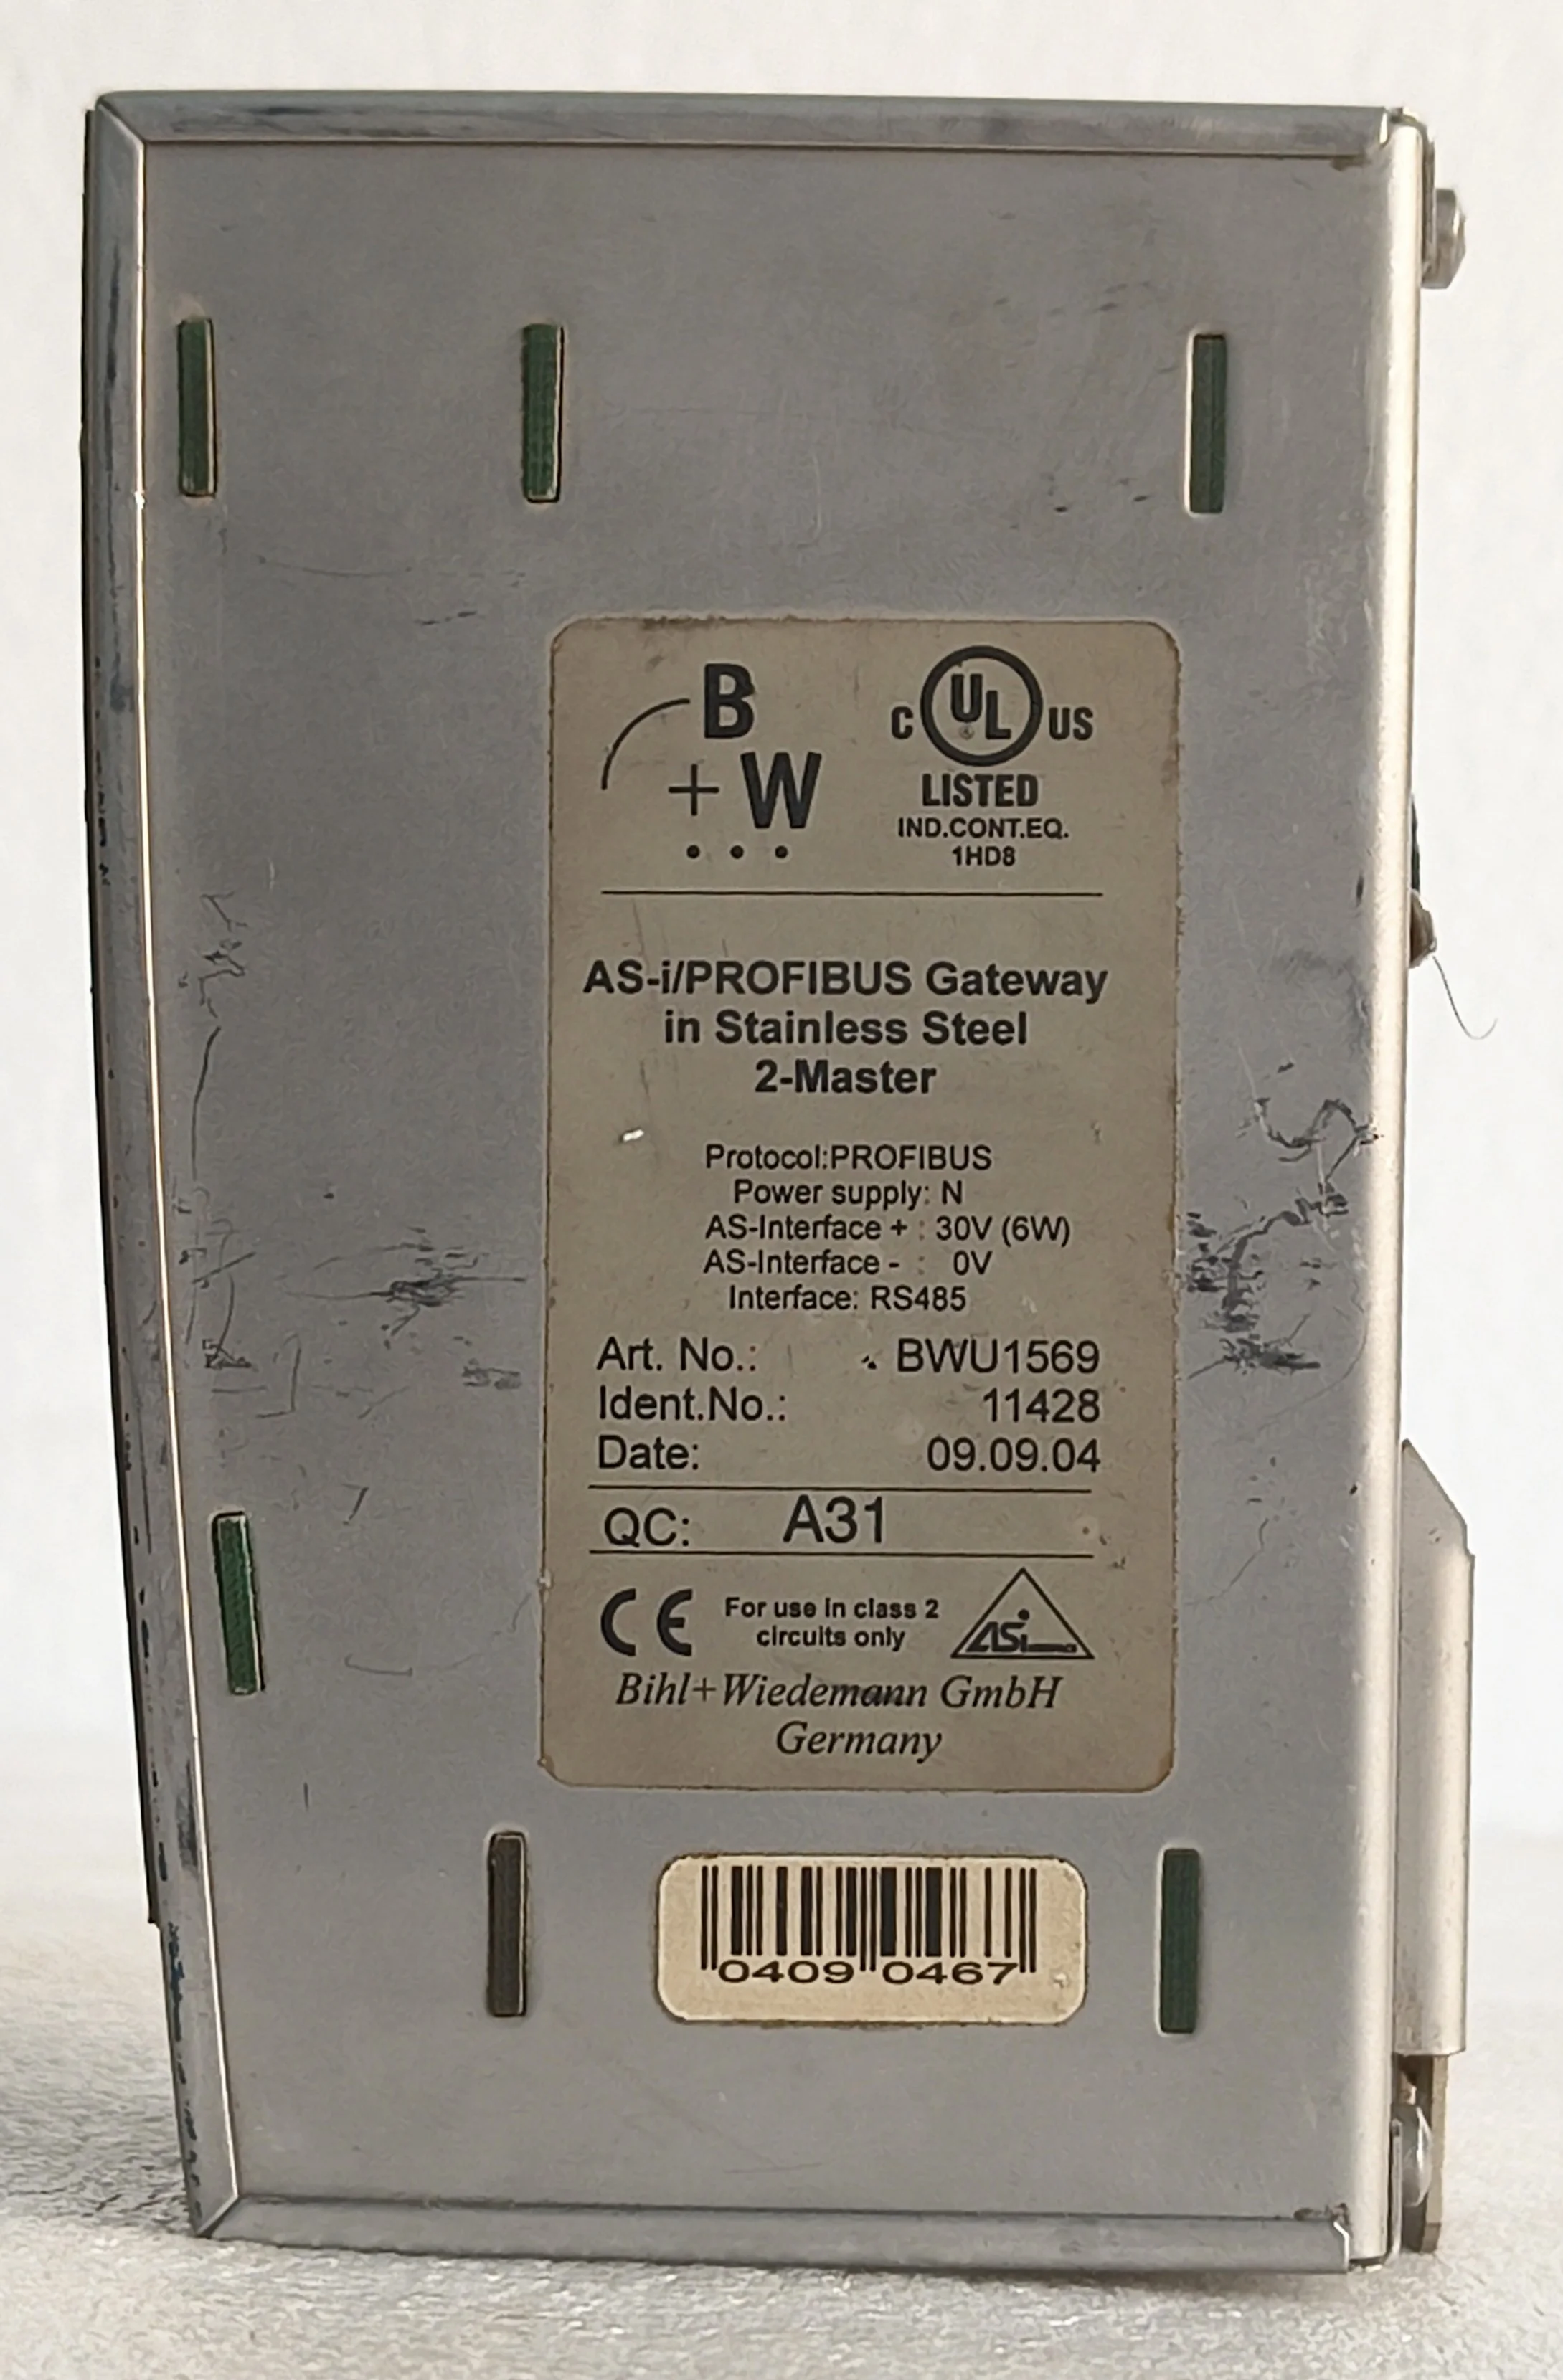 B
+W
C UL US
®
LISTED
IND.CONT.EQ.
1HD8
AS-i/PROFIBUS Gateway
in Stainless Steel
2-Master
Protocol:PROFIBUS
Power supply: N
AS-Interface + : 30V (6W)
AS-Interface - : 0V
Interface: RS485
Art. No.: BWU1569
Ident.No.: 11428
Date: 09.09.04
QC: A31
CE
For use in class 2
circuits only
ASi
Bihl+Wiedemann GmbH
Germany
0409 0467